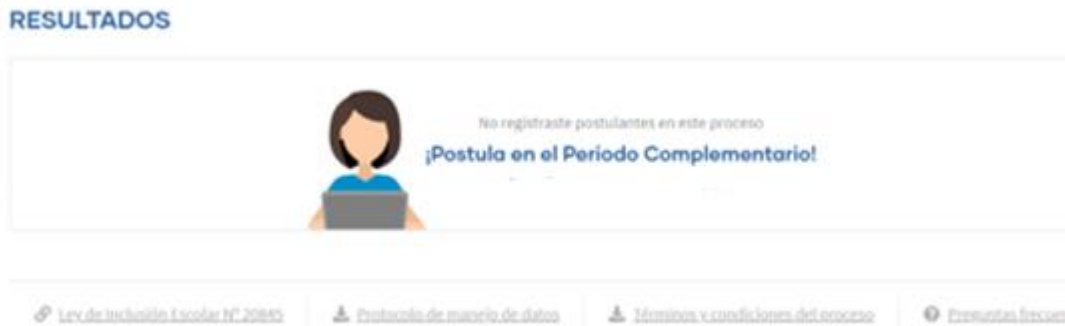 RESULTADOS
No registraste postulantes en este proceso
¡Postula en el Periodo Complementario!
Ley de Inclusión Escolar N° 20845
Protocolo de manejo de datos
Términos y condiciones del proceso
Preguntas frecuen